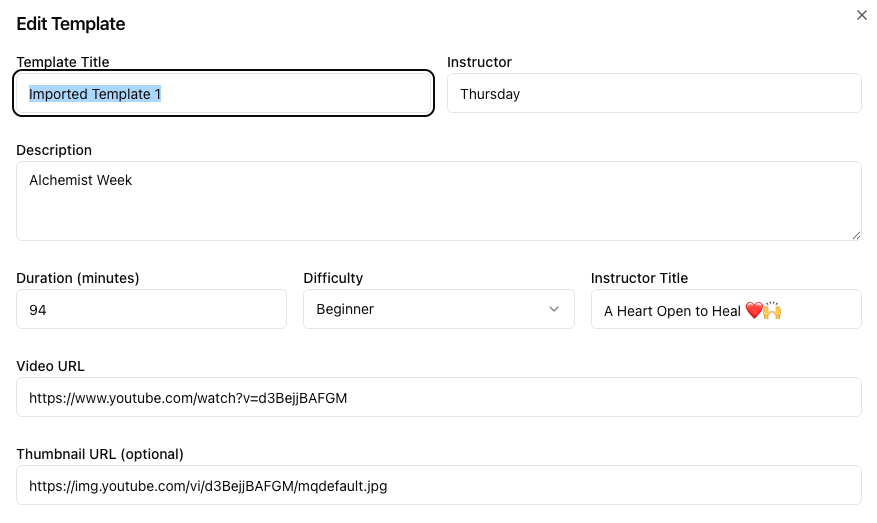 Edit Template
Template Title
Imported Template 1
Instructor
Thursday
Description
Alchemist Week
Duration (minutes)
94
Difficulty
Beginner
Instructor Title
A Heart Open to Heal ❤️🙌
Video URL
https://www.youtube.com/watch?v=d3BejjBAFGM
Thumbnail URL (optional)
https://img.youtube.com/vi/d3BejjBAFGM/mqdefault.jpg